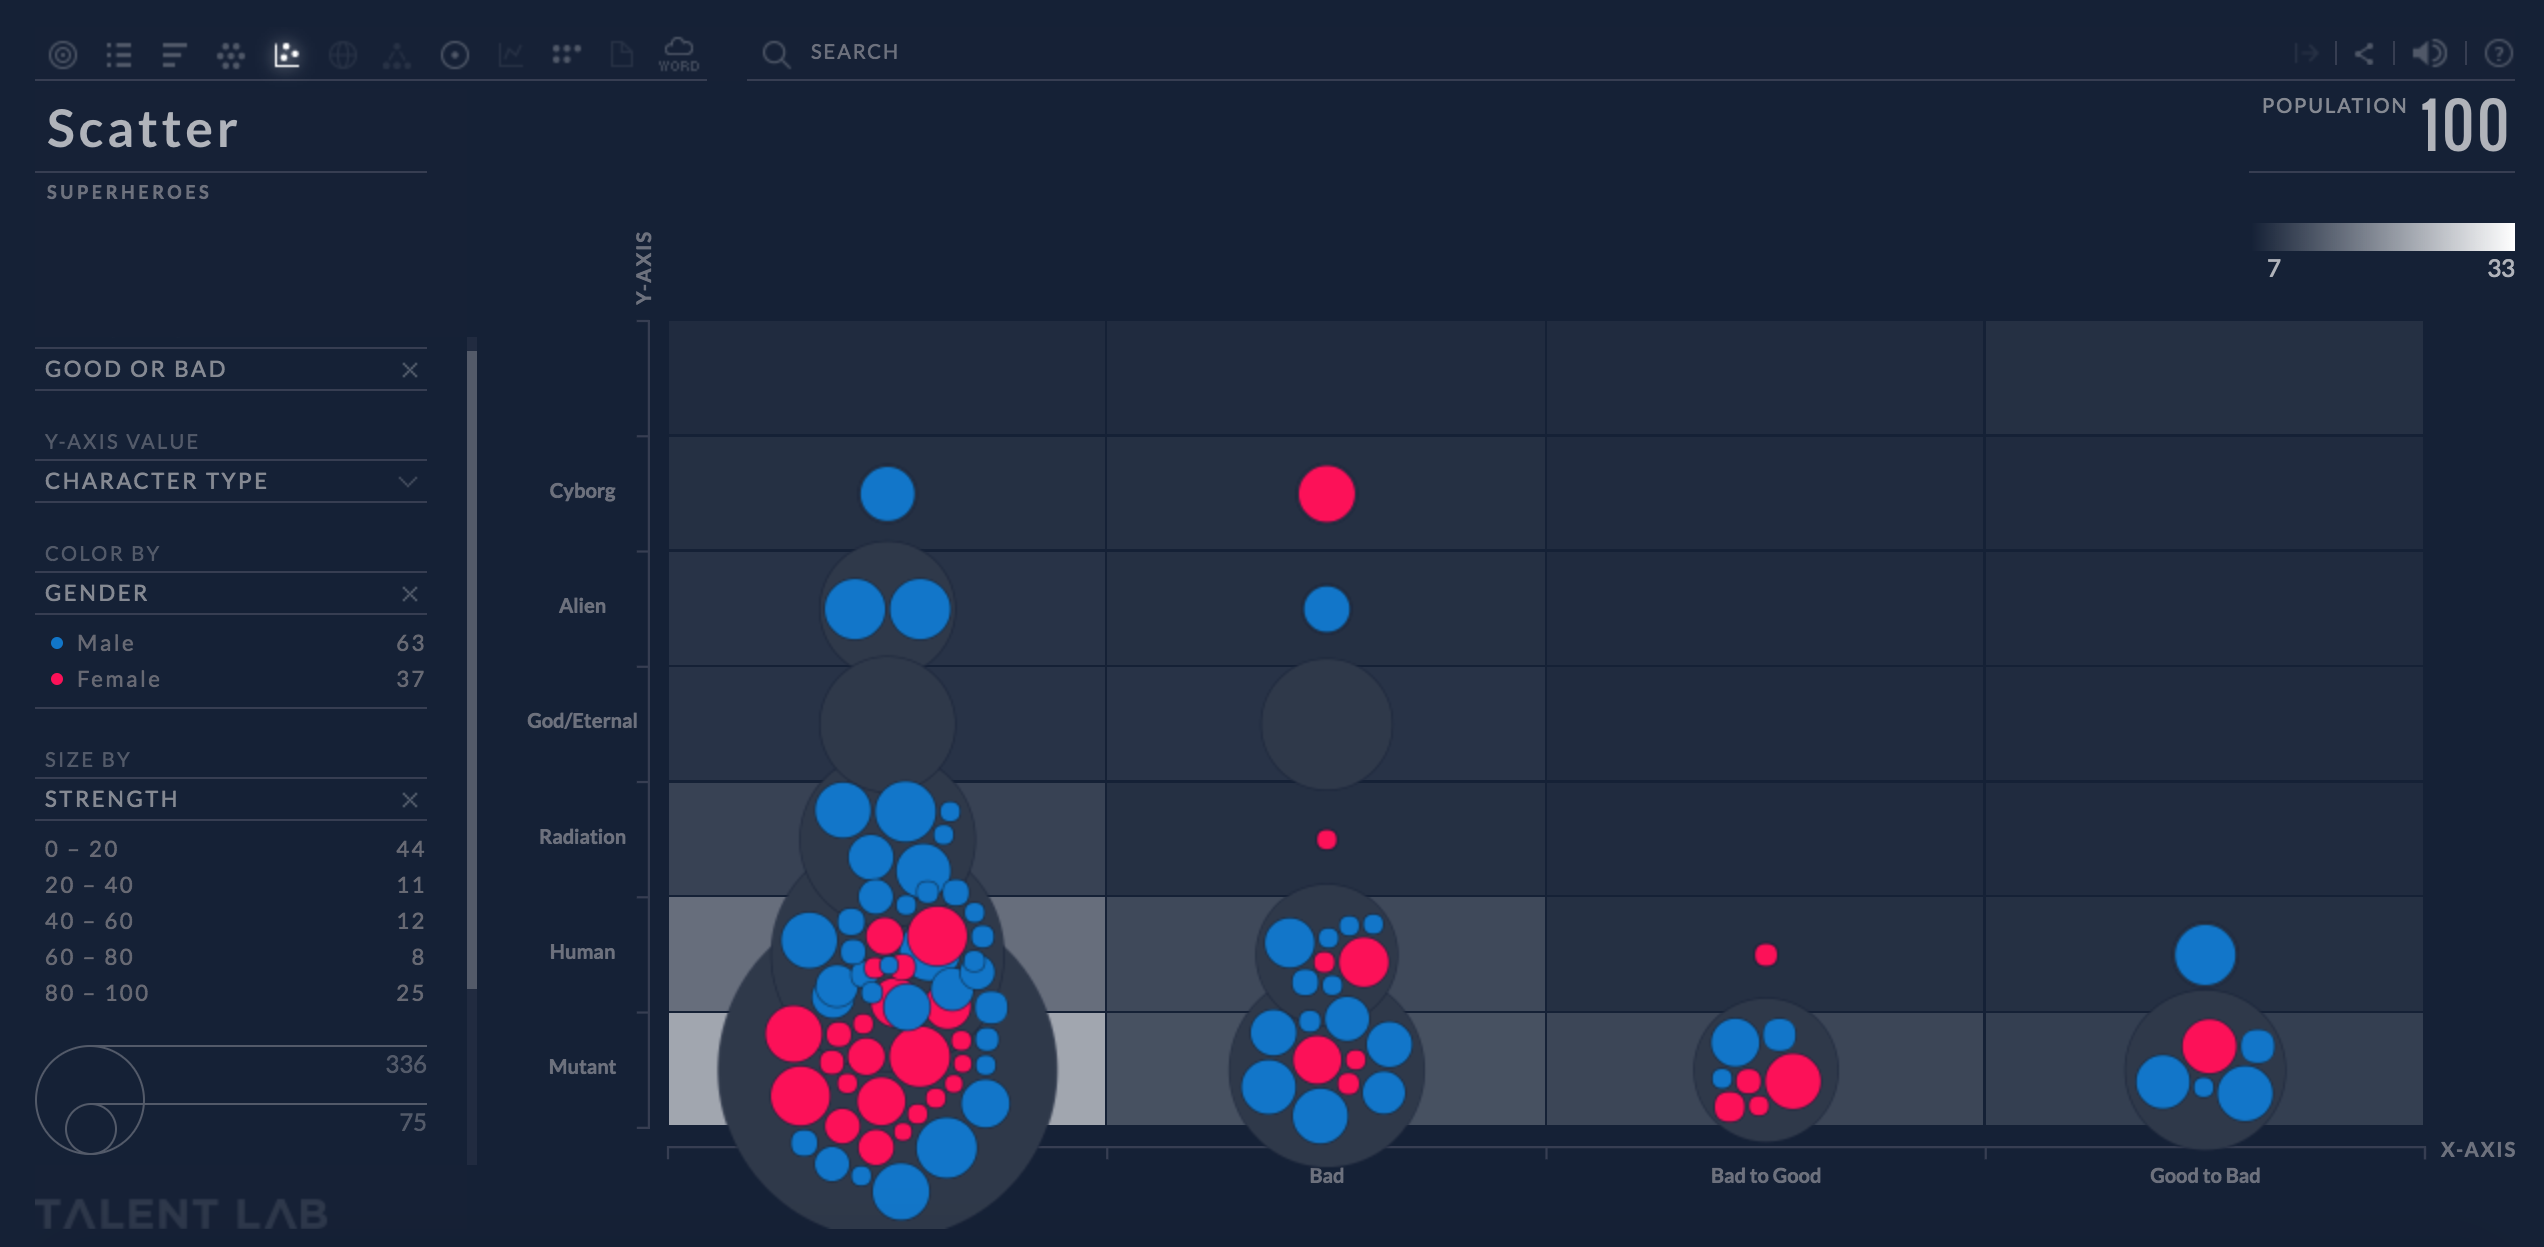 WORD
SEARCH
Scatter
POPULATION 100
SUPERHEROES
7 33
Y-AXIS
GOOD OR BAD
Y-AXIS VALUE
CHARACTER TYPE
COLOR BY
GENDER
Male 63
Female 37
SIZE BY
STRENGTH
0 – 20 44
20 – 40 11
40 – 60 12
60 – 80 8
80 – 100 25
336
75
Cyborg
Alien
God/Eternal
Radiation
Human
Mutant
X-AXIS
Bad
Bad to Good
Good to Bad
TALENT LAB